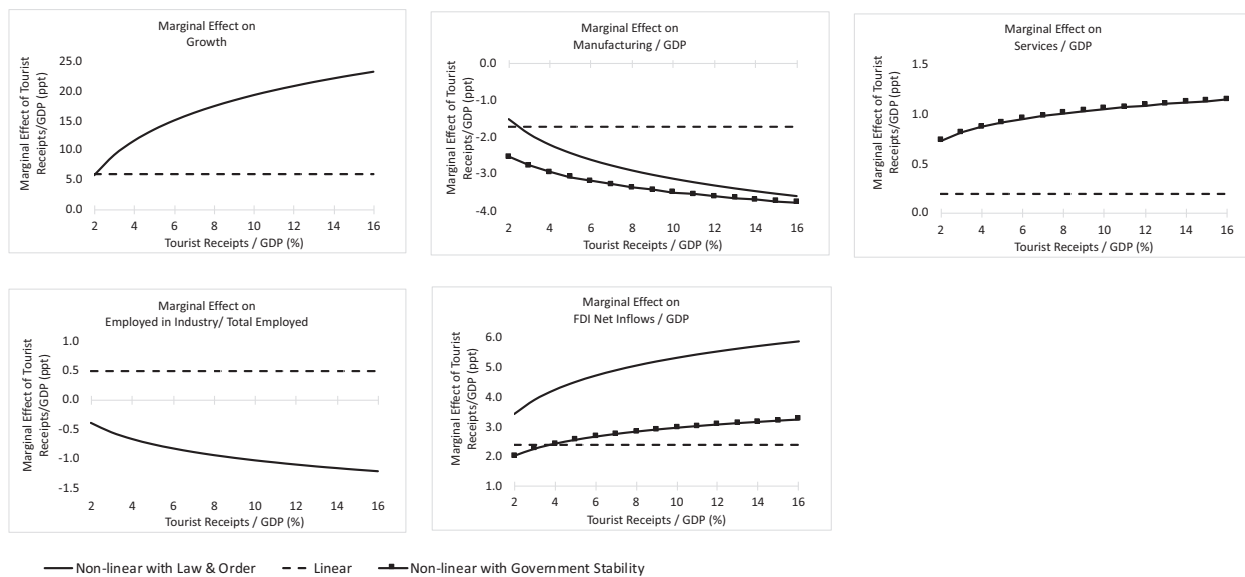 Marginal Effect on
Growth
Marginal Effect of Tourist
Receipts/GDP (ppt)
25.0
20.0
15.0
10.0
5.0
0.0
2 4 6 8 10 12 14 16
Tourist Receipts / GDP (%)
Marginal Effect on
Manufacturing / GDP
Marginal Effect of Tourist
Receipts/GDP (ppt)
0.0
-1.0
-2.0
-3.0
-4.0
2 4 6 8 10 12 14 16
Tourist Receipts / GDP (%)
Marginal Effect on
Services / GDP
Marginal Effect of Tourist
Receipts/GDP (ppt)
1.5
1.0
0.5
0.0
2 4 6 8 10 12 14 16
Tourist Receipts / GDP (%)
Marginal Effect on
Employed in Industry/ Total Employed
Marginal Effect of Tourist
Receipts/GDP (ppt)
1.0
0.5
0.0
-0.5
-1.0
-1.5
2 4 6 8 10 12 14 16
Tourist Receipts / GDP (%)
Marginal Effect on
FDI Net Inflows / GDP
Marginal Effect of Tourist
Receipts/GDP (ppt)
6.0
5.0
4.0
3.0
2.0
1.0
2 4 6 8 10 12 14 16
Tourist Receipts / GDP (%)
Non-linear with Law & Order Linear Non-linear with Government Stability